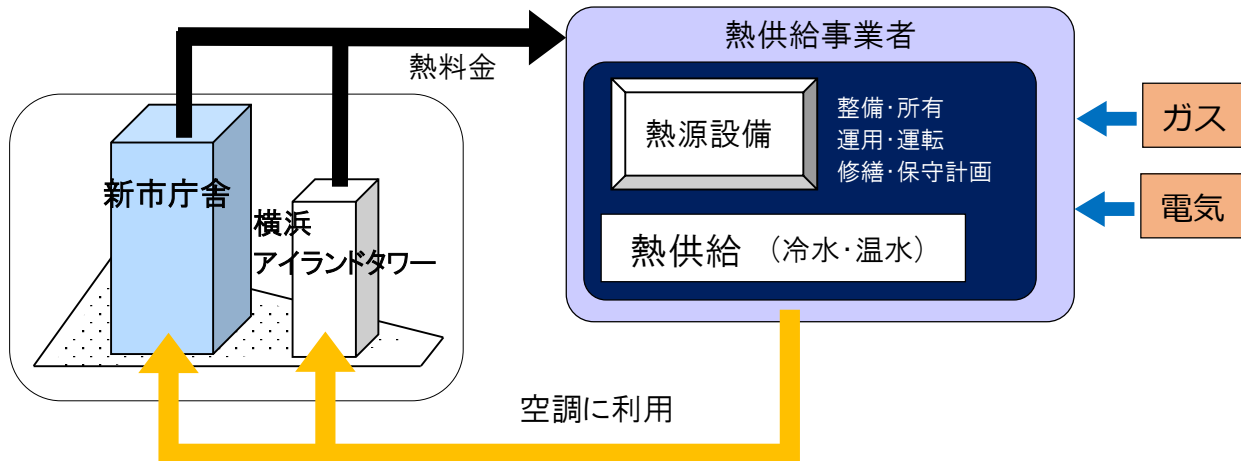 熱供給事業者
熱料金
熱源設備
整備・所有
運用・運転
修繕・保守計画
ガス
電気
新市庁舎
横浜
アイランドタワー
熱供給 (冷水・温水)
空調に利用